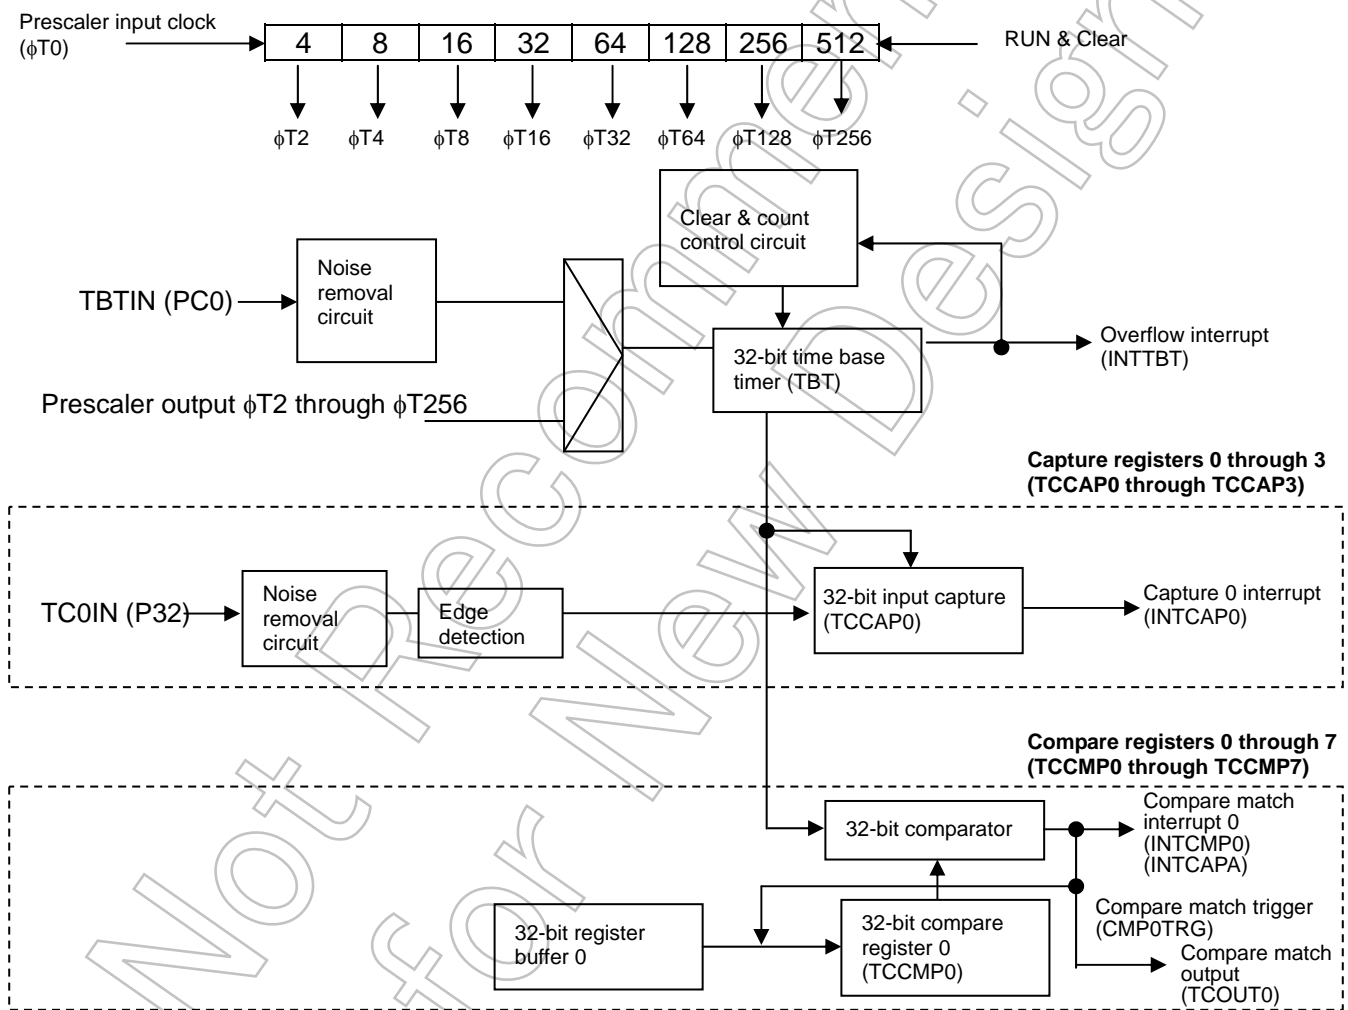 Prescaler input clock
(ϕT0)
4 8 16 32 64 128 256 512
RUN & Clear
ϕT2 ϕT4 ϕT8 ϕT16 ϕT32 ϕT64 ϕT128 ϕT256
Clear & count
control circuit
Noise
removal
circuit
TBTIN (PC0)
32-bit time base
timer (TBT)
Overflow interrupt
(INTTBT)
Prescaler output ϕT2 through ϕT256
Capture registers 0 through 3
(TCCAP0 through TCCAP3)
TC0IN (P32)
Noise
removal
circuit
Edge
detection
32-bit input capture
(TCCAP0)
Capture 0 interrupt
(INTCAP0)
Compare registers 0 through 7
(TCCMP0 through TCCMP7)
32-bit comparator
Compare match
interrupt 0
(INTCMP0)
(INTCAPA)
32-bit register
buffer 0
32-bit compare
register 0
(TCCMP0)
Compare match trigger
(CMP0TRG)
Compare match
output
(TCOUT0)
Not Recommen
for New Design